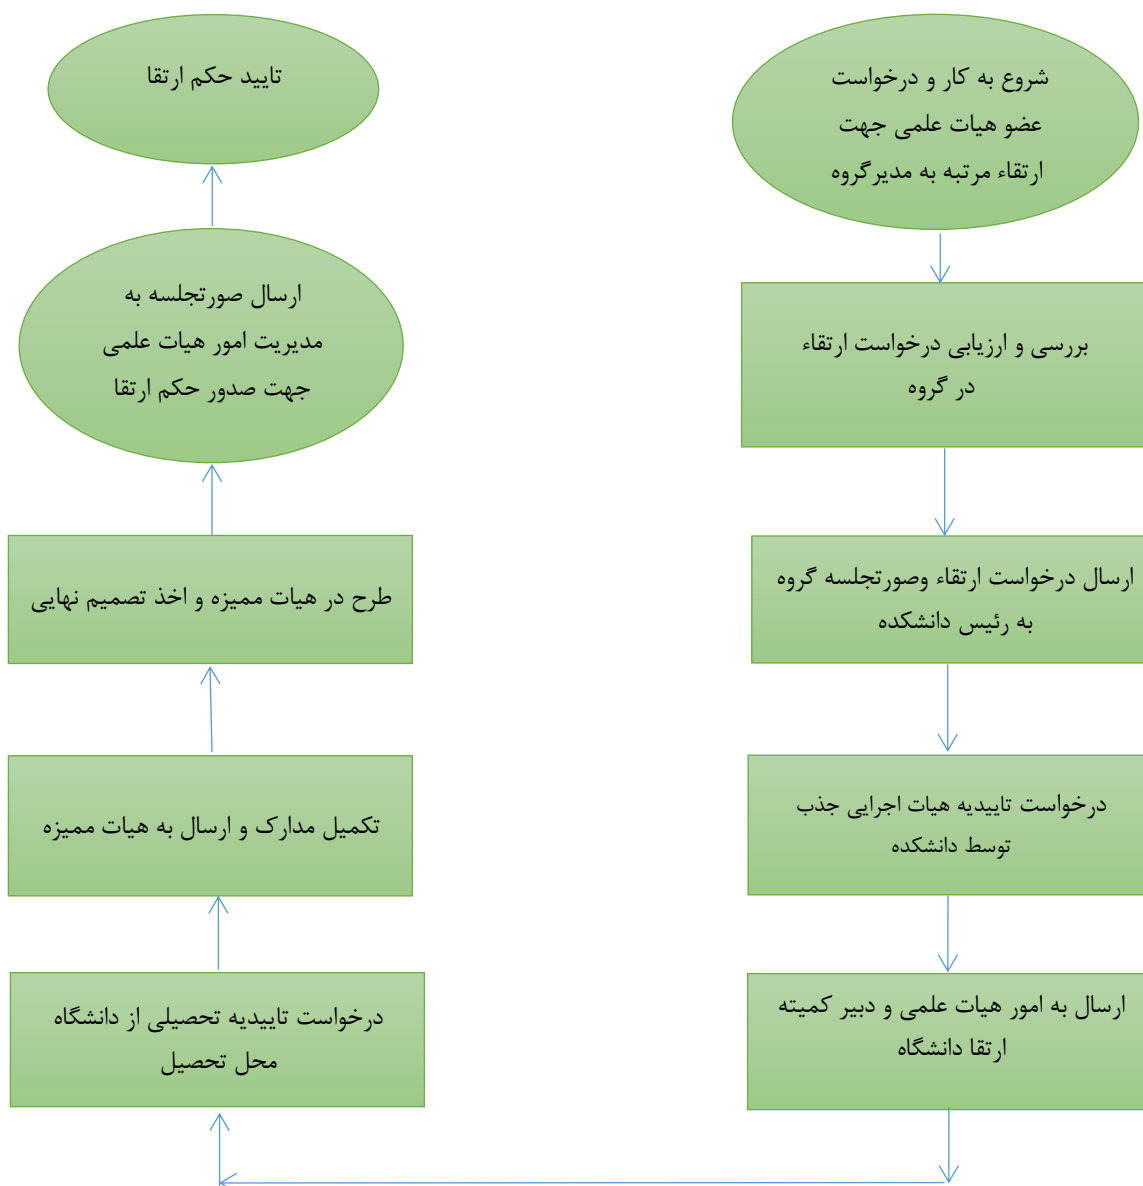 شروع به کار و درخواست
عضو هیات علمی جهت
ارتقاء مرتبه به مدیرگروه
بررسی و ارزیابی درخواست ارتقاء
در گروه
ارسال درخواست ارتقاء وصورتجلسه گروه
به رئیس دانشکده
درخواست تاییدیه هیات اجرایی جذب
توسط دانشکده
ارسال به امور هیات علمی و دبیر کمیته
ارتقا دانشگاه
درخواست تاییدیه تحصیلی از دانشگاه
محل تحصیل
تکمیل مدارک و ارسال به هیات ممیزه
طرح در هیات ممیزه و اخذ تصمیم نهایی
ارسال صورتجلسه به
مدیریت امور هیات علمی
جهت صدور حکم ارتقا
تایید حکم ارتقا